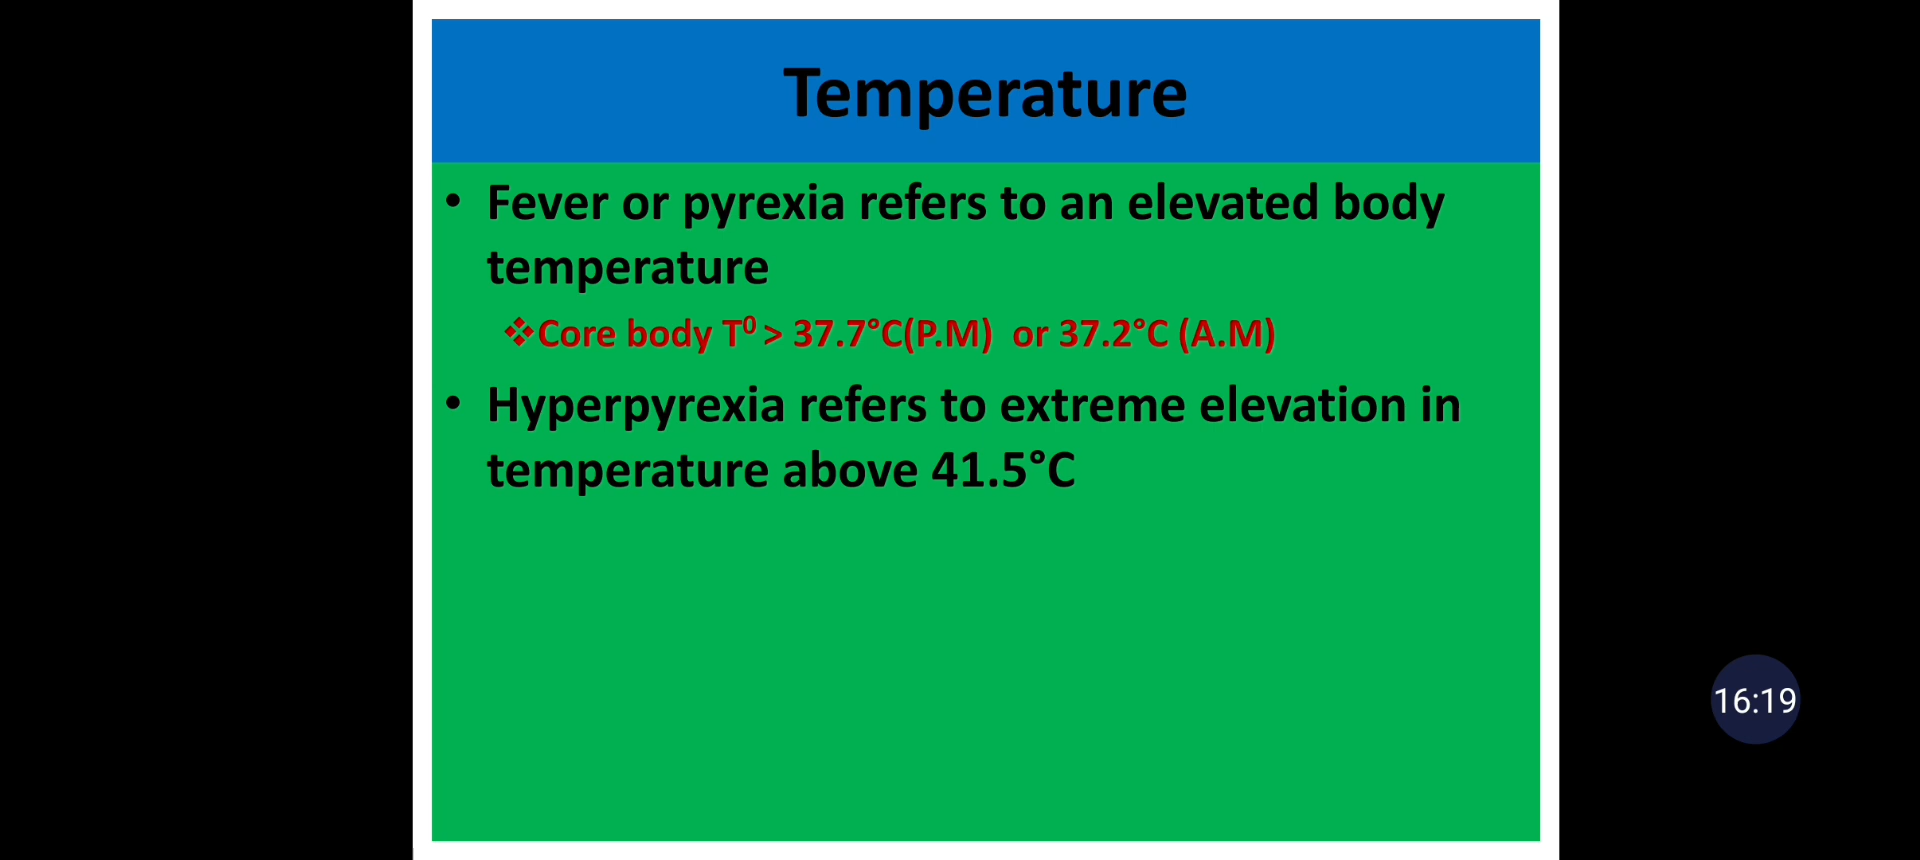 Temperature
• Fever or pyrexia refers to an elevated body
temperature
❖Core body T⁰ > 37.7°C(P.M) or 37.2°C (A.M)
• Hyperpyrexia refers to extreme elevation in
temperature above 41.5°C
16:19